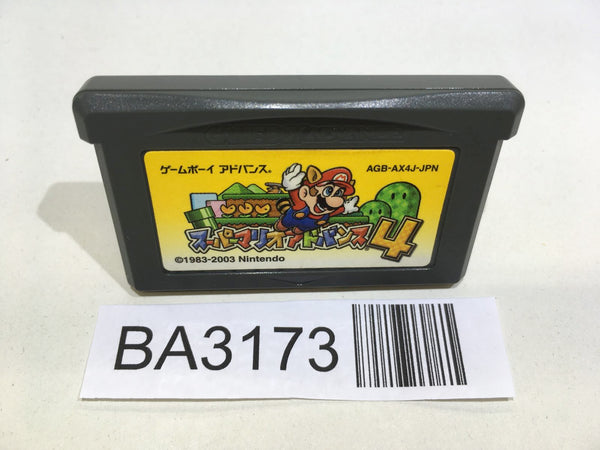 ゲームボーイ アドバンス®
AGB-AX4J-JPN
スーパーマリオアドバンス4
©1983-2003 Nintendo
BA3173